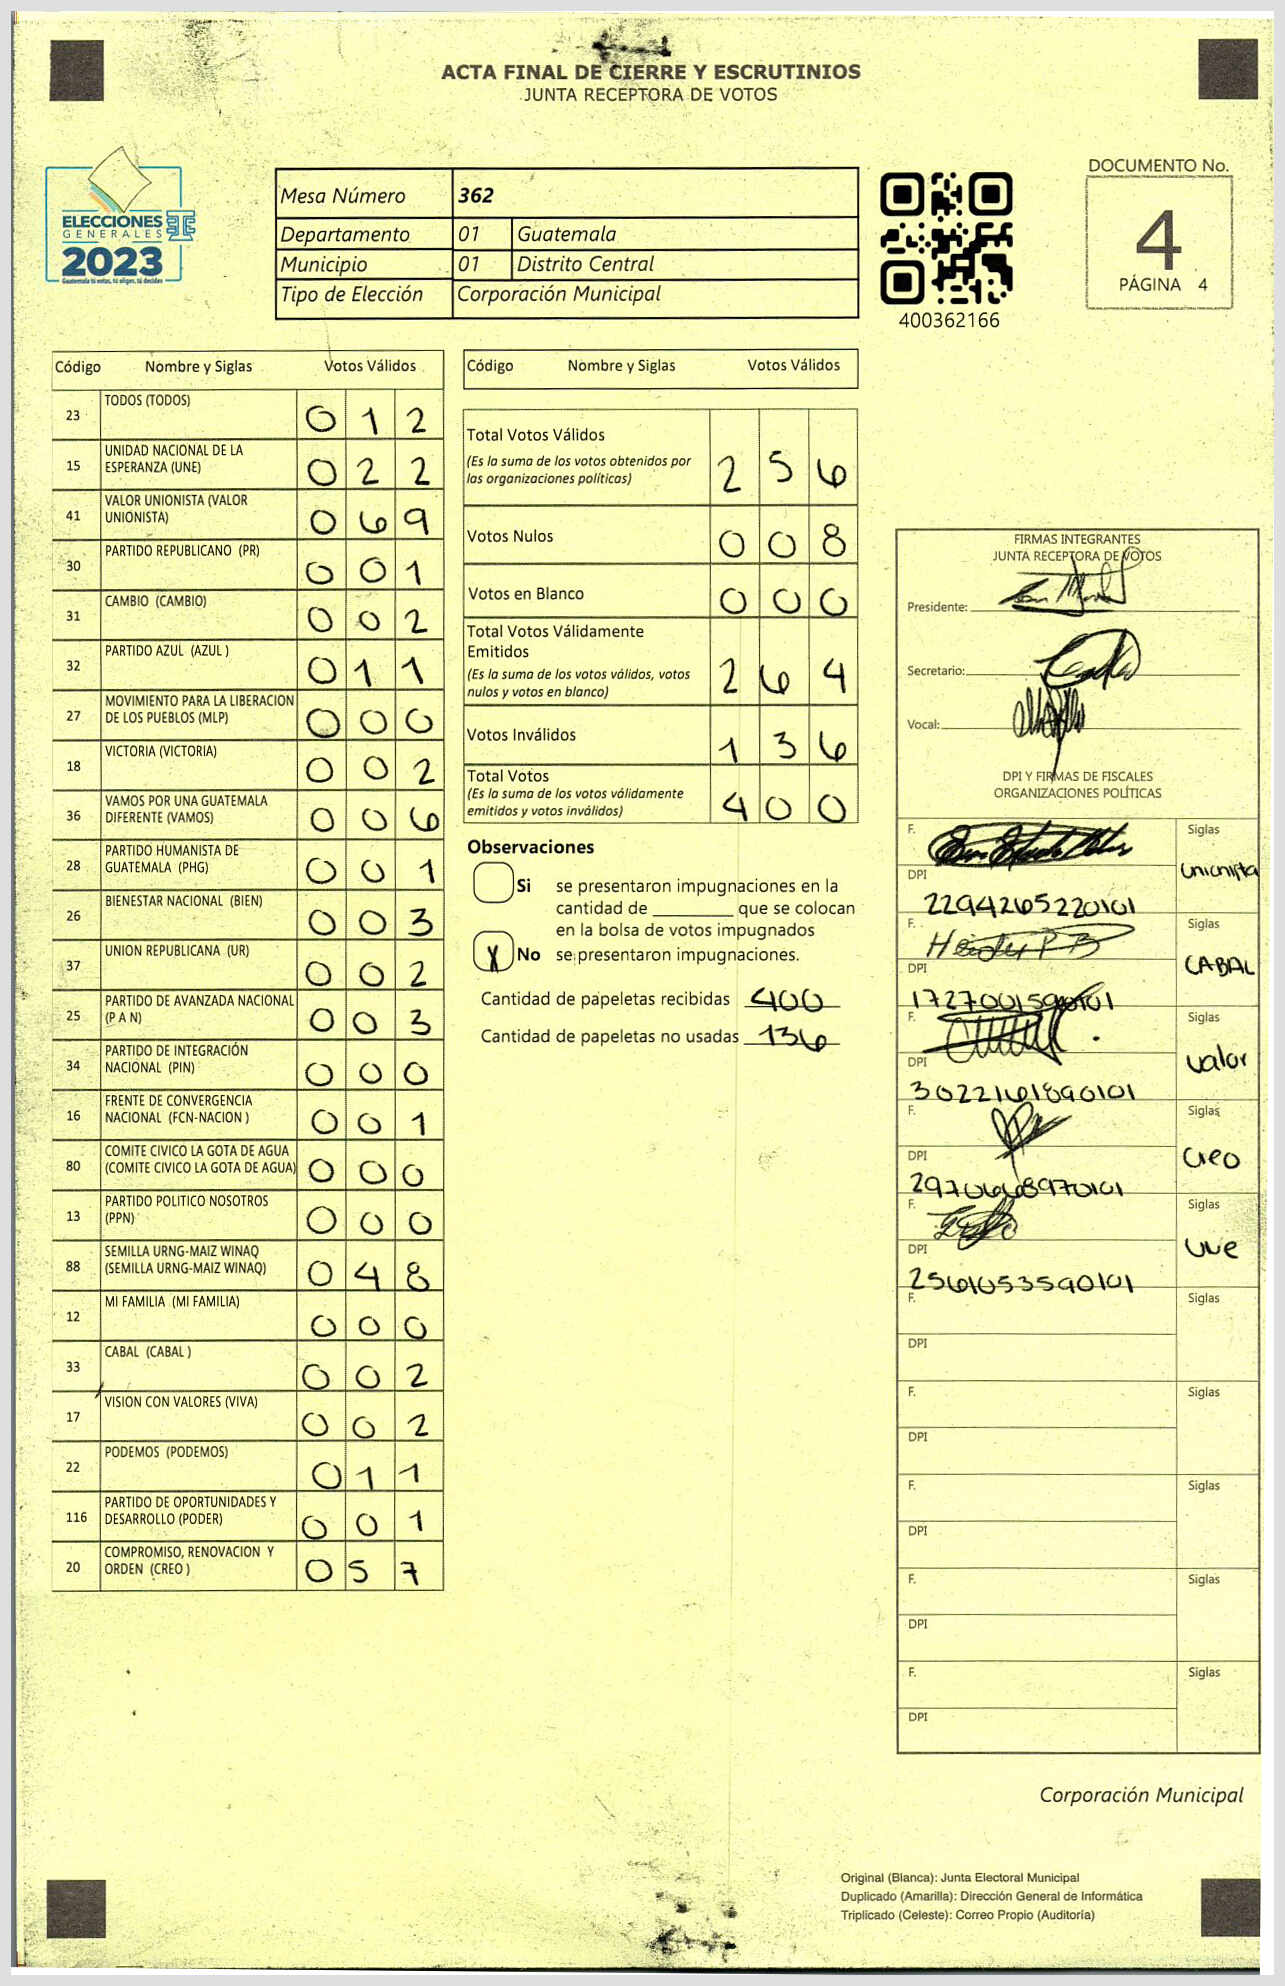 ACTA FINAL DE CIERRE Y ESCRUTINIOS
JUNTA RECEPTORA DE VOTOS
ELECCIONES
GENERALES
2023
Guatemala tú votas, tú eliges, tú decides
Mesa Número 362
Departamento 01 Guatemala
Municipio 01 Distrito Central
Tipo de Elección Corporación Municipal
400362166
DOCUMENTO No.
4
PÁGINA 4
Código Nombre y Siglas Votos Válidos
23 TODOS (TODOS) 0 1 2
15 UNIDAD NACIONAL DE LA
ESPERANZA (UNE) 0 2 2
41 VALOR UNIONISTA (VALOR
UNIONISTA) 0 6 9
30 PARTIDO REPUBLICANO (PR) 0 0 1
31 CAMBIO (CAMBIO) 0 0 2
32 PARTIDO AZUL (AZUL ) 0 1 1
27 MOVIMIENTO PARA LA LIBERACION
DE LOS PUEBLOS (MLP) 0 0 0
18 VICTORIA (VICTORIA) 0 0 2
36 VAMOS POR UNA GUATEMALA
DIFERENTE (VAMOS) 0 0 6
28 PARTIDO HUMANISTA DE
GUATEMALA (PHG) 0 0 1
26 BIENESTAR NACIONAL (BIEN) 0 0 3
37 UNION REPUBLICANA (UR) 0 0 2
25 PARTIDO DE AVANZADA NACIONAL
(P A N) 0 0 3
34 PARTIDO DE INTEGRACIÓN
NACIONAL (PIN) 0 0 0
16 FRENTE DE CONVERGENCIA
NACIONAL (FCN-NACION ) 0 0 1
80 COMITE CIVICO LA GOTA DE AGUA
(COMITE CIVICO LA GOTA DE AGUA) 0 0 0
13 PARTIDO POLITICO NOSOTROS
(PPN) 0 0 0
88 SEMILLA URNG-MAIZ WINAQ
(SEMILLA URNG-MAIZ WINAQ) 0 4 8
12 MI FAMILIA (MI FAMILIA) 0 0 0
33 CABAL (CABAL ) 0 0 2
17 VISION CON VALORES (VIVA) 0 0 2
22 PODEMOS (PODEMOS) 0 1 1
116 PARTIDO DE OPORTUNIDADES Y
DESARROLLO (PODER) 0 0 1
20 COMPROMISO, RENOVACION Y
ORDEN (CREO ) 0 5 7
Código Nombre y Siglas Votos Válidos
Total Votos Válidos
(Es la suma de los votos obtenidos por
las organizaciones políticas) 2 5 6
Votos Nulos 0 0 8
Votos en Blanco 0 0 0
Total Votos Válidamente
Emitidos
(Es la suma de los votos válidos, votos
nulos y votos en blanco) 2 6 4
Votos Inválidos 1 3 6
Total Votos
(Es la suma de los votos válidamente
emitidos y votos inválidos) 4 0 0
Observaciones
Si se presentaron impugnaciones en la
cantidad de ________ que se colocan
en la bolsa de votos impugnados
X No se presentaron impugnaciones.
Cantidad de papeletas recibidas 400
Cantidad de papeletas no usadas 136
FIRMAS INTEGRANTES
JUNTA RECEPTORA DE VOTOS
Presidente:
Secretario:
Vocal:
DPI Y FIRMAS DE FISCALES
ORGANIZACIONES POLÍTICAS
F. Siglas
DPI Unionista
2294265220101
F. Siglas
DPI CABAL
1727001590101
F. Siglas
DPI Valor
3022161890101
F. Siglas
DPI Creo
2970668970101
F. Siglas
DPI UNE
2561053590101
F. Siglas
DPI
F. Siglas
DPI
F. Siglas
DPI
F. Siglas
DPI
F. Siglas
DPI
Corporación Municipal
Original (Blanca): Junta Electoral Municipal
Duplicado (Amarilla): Dirección General de Informática
Triplicado (Celeste): Correo Propio (Auditoría)